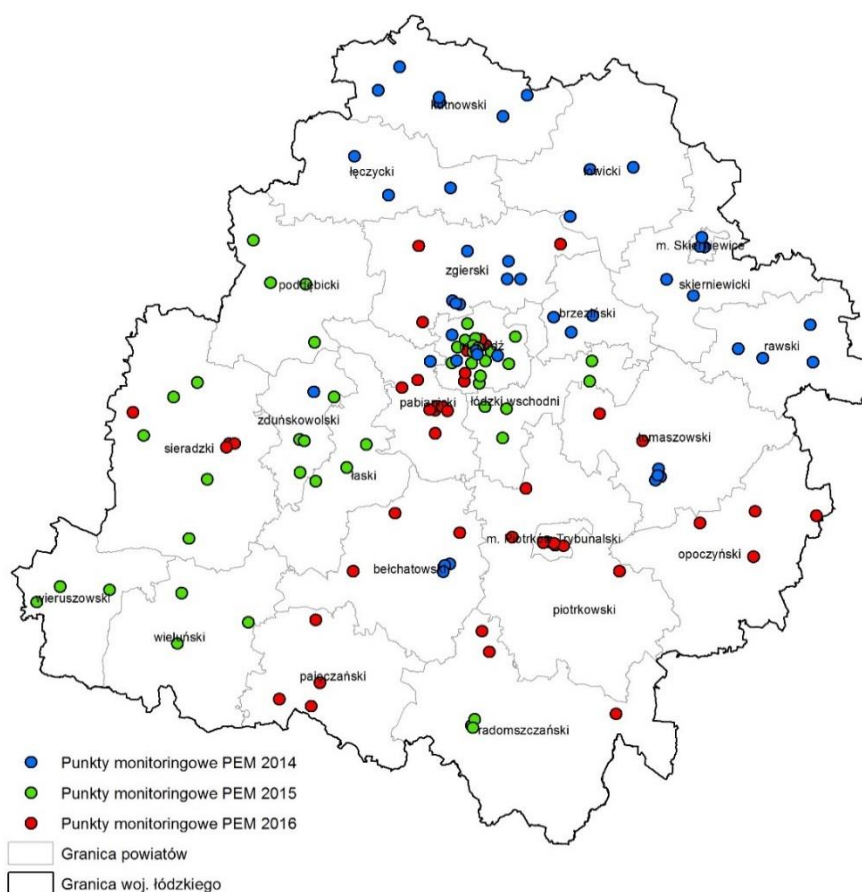 kutnowski
łęczycki
łowicki
m. Skierniewice
zgierski
skierniewicki
poddębicki
brzeziński
rawski
pabianicki
łódzki wschodni
zduńskowolski
tomaszowski
sieradzki
łaski
m. Piotrków Trybunalski
opoczyński
bełchatowski
wieruszowski
piotrkowski
wieluński
pajęczański
radomszczański
Punkty monitoringowe PEM 2014
Punkty monitoringowe PEM 2015
Punkty monitoringowe PEM 2016
Granica powiatów
Granica woj. łódzkiego